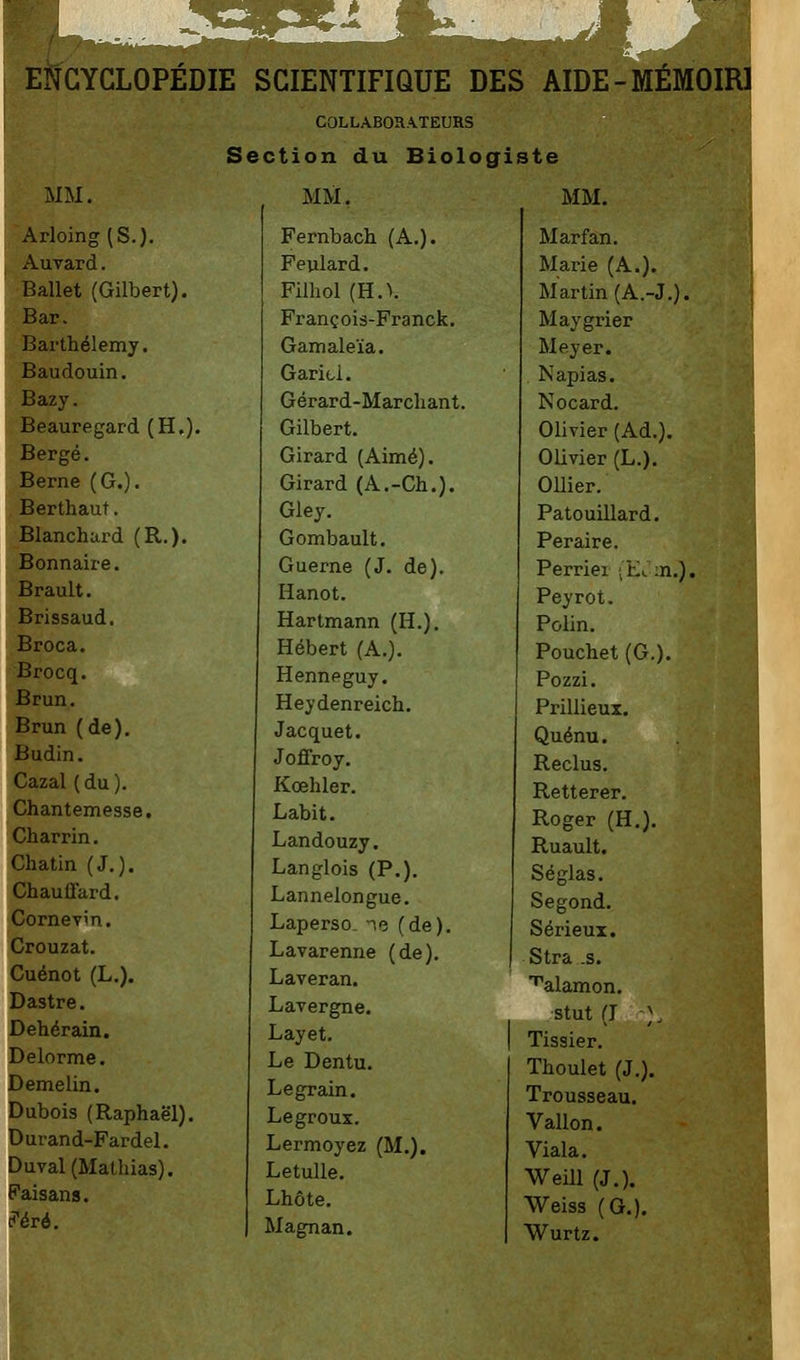 ENCYCLOPÉDIE SCIENTIFIQUE DES AIDE-MÉMOIR
COLLABORATEURS
Section du Biologiste
MM.
Arloing (S.).
Auvard.
Ballet (Gilbert).
Bar.
Barthélemy.
Baudouin.
Bazy.
Beauregard (H.).
Bergé.
Berne (G.).
Berthaut.
Blanchard (R.).
Bonnaire.
Brault.
Brissaud.
Broca.
Brocq.
Brun.
Brun (de).
Budin.
Cazal (du).
Chantemesse.
Charrin.
Chatin (J.).
Chauffard.
Cornevin.
Crouzat.
Cuénot (L.).
Dastre.
Dehérain.
Delorme.
Demelin.
Dubois (Raphaël).
Durand-Fardel.
Duval (Mathias).
Faisans.
Féré.
MM.
Fernbach (A.).
Feulard.
Filhol (H.).
François-Franck.
Gamaleïa.
Gariel.
Gérard-Marchant.
Gilbert.
Girard (Aimé).
Girard (A.-Ch.).
Gley.
Gombault.
Guerne (J. de).
Hanot.
Hartmann (H.).
Hébert (A.).
Henneguy.
Heydenreich.
Jacquet.
Joffroy.
Kœhler.
Labit.
Landouzy.
Langlois (P.).
Lannelongue.
(de).
Lavarenne (de).
Laveran.
Lavergne.
Layet.
Le Dentu.
Legrain.
Legroux.
Lermoyez (M.).
Letulle.
Lhôte.
Magnan.
MM.
Marfan.
Marie (A.).
Martin (A.-J.).
Maygrier
Meyer.
Napias.
Nocard.
Olivier (Ad.).
Olivier (L.).
Ollier.
Patouillard.
Peraire.
Perrier
Peyrot.
Polin.
Pouchet (G.).
Pozzi.
Prillieux.
Quénu.
Reclus.
Retterer.
Roger (H.).
Ruault.
Séglas.
Segond.
Sérieux.
Talamon.
Tissier.
Thoulet (J.).
Trousseau.
Vallon.
Viala.
Weill (J.).
Weiss (G.).
Wurtz.